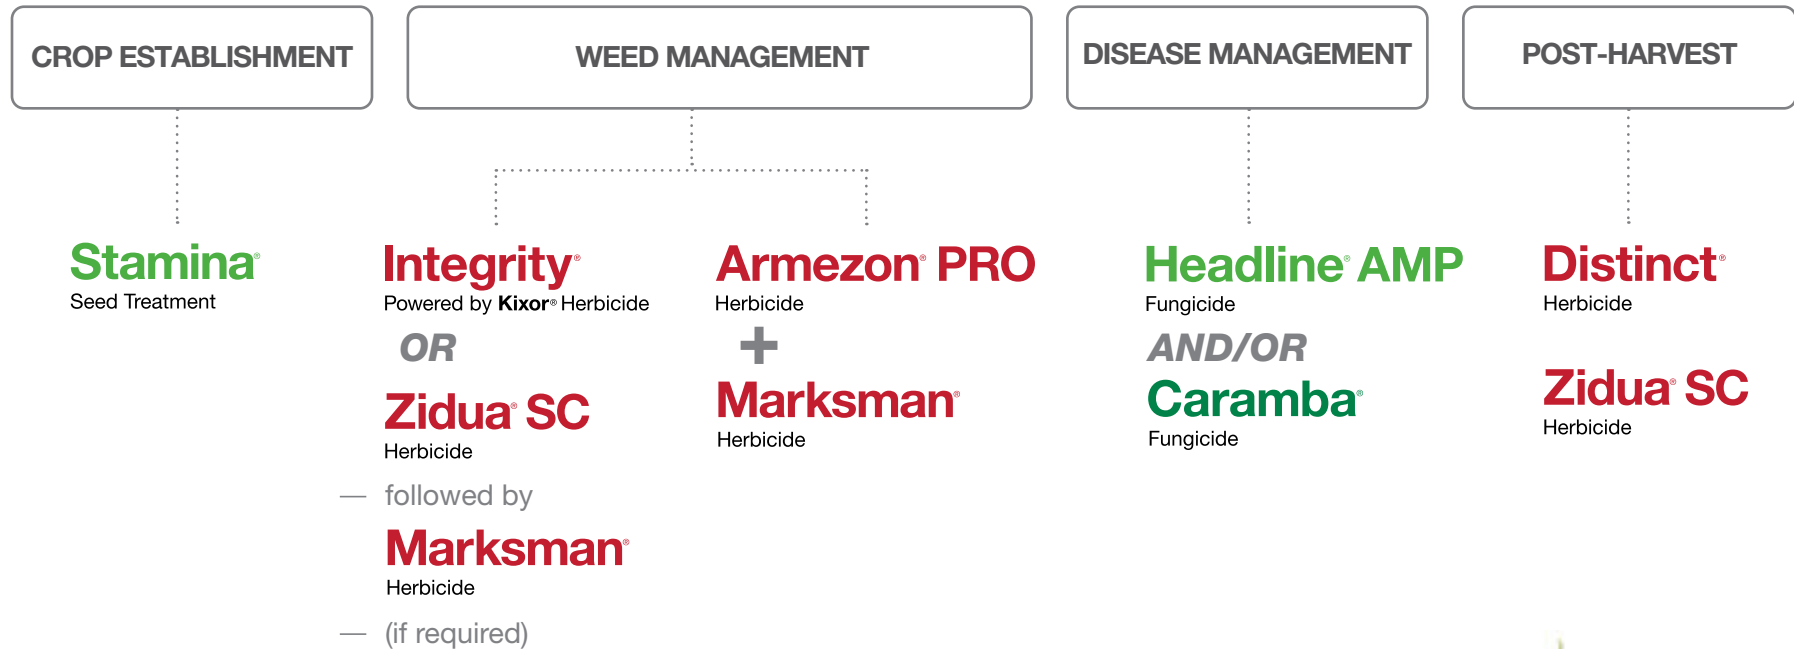 CROP ESTABLISHMENT
WEED MANAGEMENT
DISEASE MANAGEMENT
POST-HARVEST
Stamina®
Seed Treatment
Integrity®
Powered by Kixor® Herbicide
OR
Zidua® SC
Herbicide
— followed by
Marksman®
Herbicide
— (if required)
Armezon® PRO
Herbicide
+
Marksman®
Herbicide
Headline® AMP
Fungicide
AND/OR
Caramba®
Fungicide
Distinct®
Herbicide
Zidua® SC
Herbicide